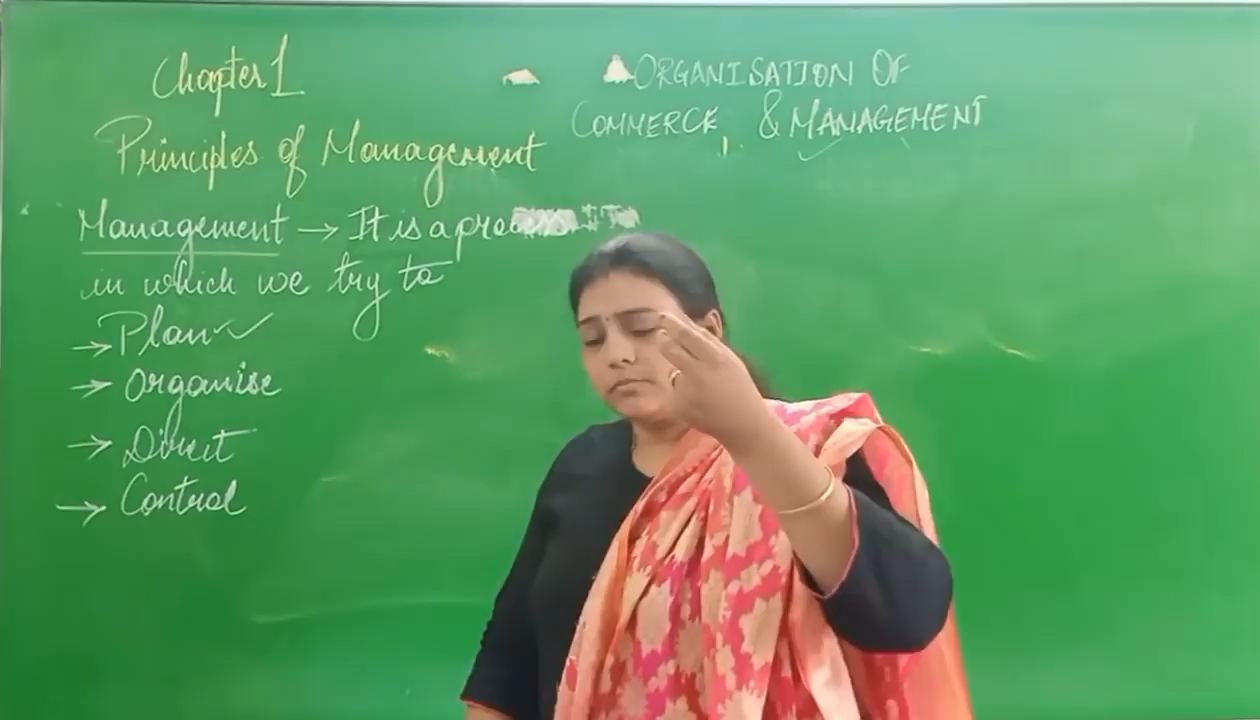 Chapter 1
Principles of Management
ORGANISATION OF
COMMERCE & MANAGEMENT
Management → It is a process
in which we try to
→ Plan ✓
→ Organise
→ Direct
→ Control